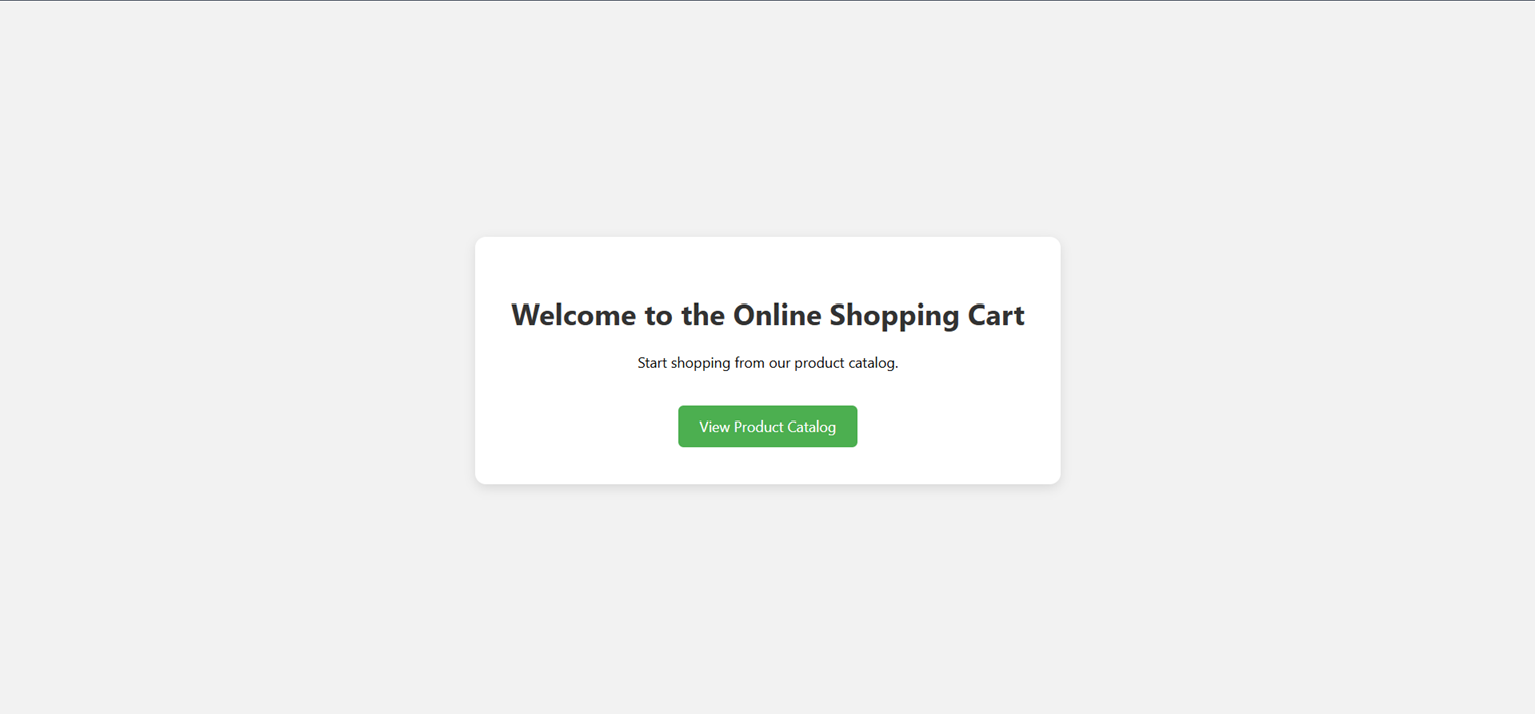 Welcome to the Online Shopping Cart
Start shopping from our product catalog.
View Product Catalog